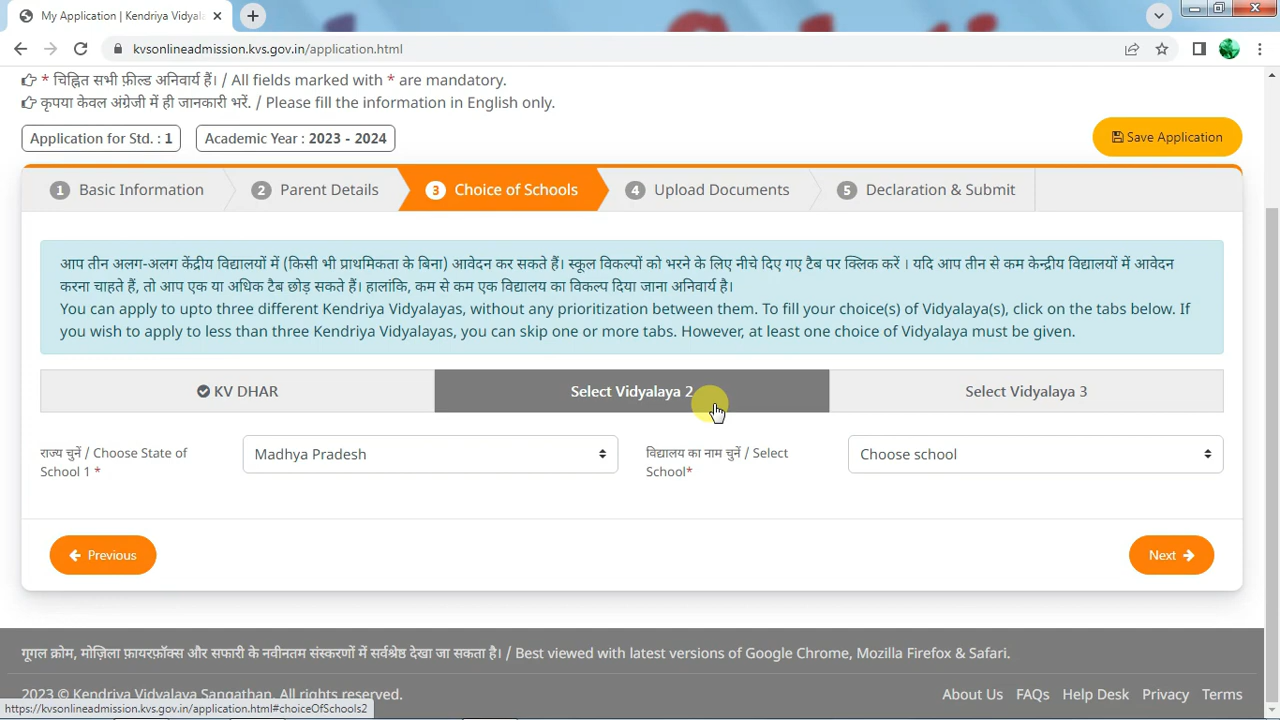 My Application | Kendriya Vidyal
kvsonlineadmission.kvs.gov.in/application.html
* चिह्नित सभी फ़ील्ड अनिवार्य हैं। / All fields marked with * are mandatory.
कृपया केवल अंग्रेजी में ही जानकारी भरें. / Please fill the information in English only.
Application for Std. : 1 Academic Year : 2023 - 2024
Save Application
1 Basic Information 2 Parent Details 3 Choice of Schools 4 Upload Documents 5 Declaration & Submit
आप तीन अलग-अलग केंद्रीय विद्यालयों में (किसी भी प्राथमिकता के बिना) आवेदन कर सकते हैं। स्कूल विकल्पों को भरने के लिए नीचे दिए गए टैब पर क्लिक करें । यदि आप तीन से कम केन्द्रीय विद्यालयों में आवेदन
करना चाहते हैं, तो आप एक या अधिक टैब छोड़ सकते हैं। हालांकि, कम से कम एक विद्यालय का विकल्प दिया जाना अनिवार्य है।
You can apply to upto three different Kendriya Vidyalayas, without any prioritization between them. To fill your choice(s) of Vidyalaya(s), click on the tabs below. If
you wish to apply to less than three Kendriya Vidyalayas, you can skip one or more tabs. However, at least one choice of Vidyalaya must be given.
KV DHAR Select Vidyalaya 2 Select Vidyalaya 3
राज्य चुनें / Choose State of Madhya Pradesh विद्यालय का नाम चुनें / Select Choose school
School 1 * School*
Previous Next
गूगल क्रोम, मोज़िला फ़ायरफ़ॉक्स और सफारी के नवीनतम संस्करणों में सर्वश्रेष्ठ देखा जा सकता है। / Best viewed with latest versions of Google Chrome, Mozilla Firefox & Safari.
2023 © Kendriya Vidyalaya Sangathan. All rights reserved. About Us FAQs Help Desk Privacy Terms
https://kvsonlineadmission.kvs.gov.in/application.html#choiceOfSchools2